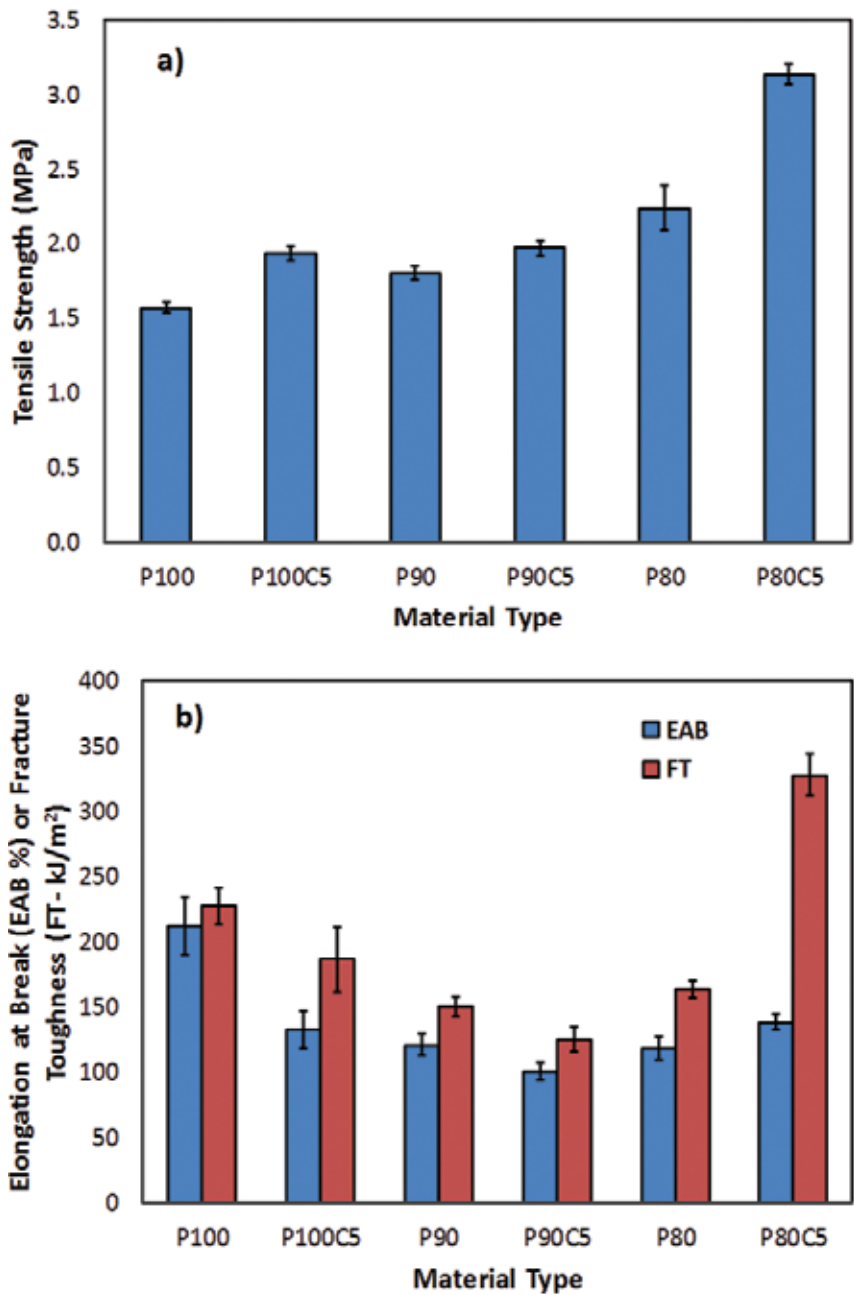 a)
Tensile Strength (MPa)
3.5
3.0
2.5
2.0
1.5
1.0
0.5
0.0
P100 P100C5 P90 P90C5 P80 P80C5
Material Type
b)
Elongation at Break (EAB %) or Fracture
Toughness (FT- kJ/m²)
400
350
300
250
200
150
100
50
0
EAB
FT
P100 P100C5 P90 P90C5 P80 P80C5
Material Type